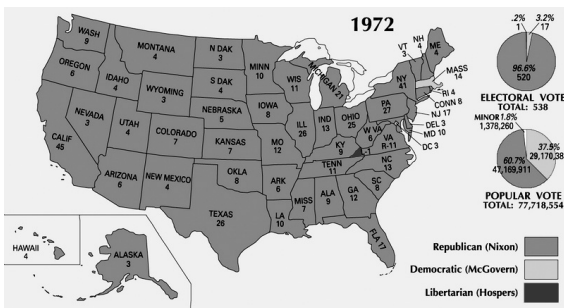 1972
WASH
9
OREGON
6
CALIF
45
NEVADA
3
IDAHO
4
MONTANA
4
WYOMING
3
UTAH
4
COLORADO
7
ARIZONA
6
NEW MEXICO
4
N DAK
3
S DAK
4
NEBRASKA
5
KANSAS
7
OKLA
8
TEXAS
26
MINN
10
IOWA
8
MO
12
ARK
6
LA
10
WIS
11
ILL
26
MICHIGAN 21
IND
13
OHIO
25
KY
9
TENN
11
MISS
7
ALA
9
GA
12
FLA 17
SC
8
NC
13
VA
R-11
W VA
6
PA
27
NY
41
VT
3
NH
4
ME
4
MASS
14
RI 4
CONN 8
NJ 17
DEL 3
MD 10
DC 3
HAWAII
4
ALASKA
3
.2%
1
3.2%
17
96.6%
520
ELECTORAL VOTE
TOTAL: 538
MINOR 1.8%
1,378,260
37.5%
29,170,38
60.7%
47,169,911
POPULAR VOTE
TOTAL: 77,718,554
Republican (Nixon)
Democratic (McGovern)
Libertarian (Hospers)